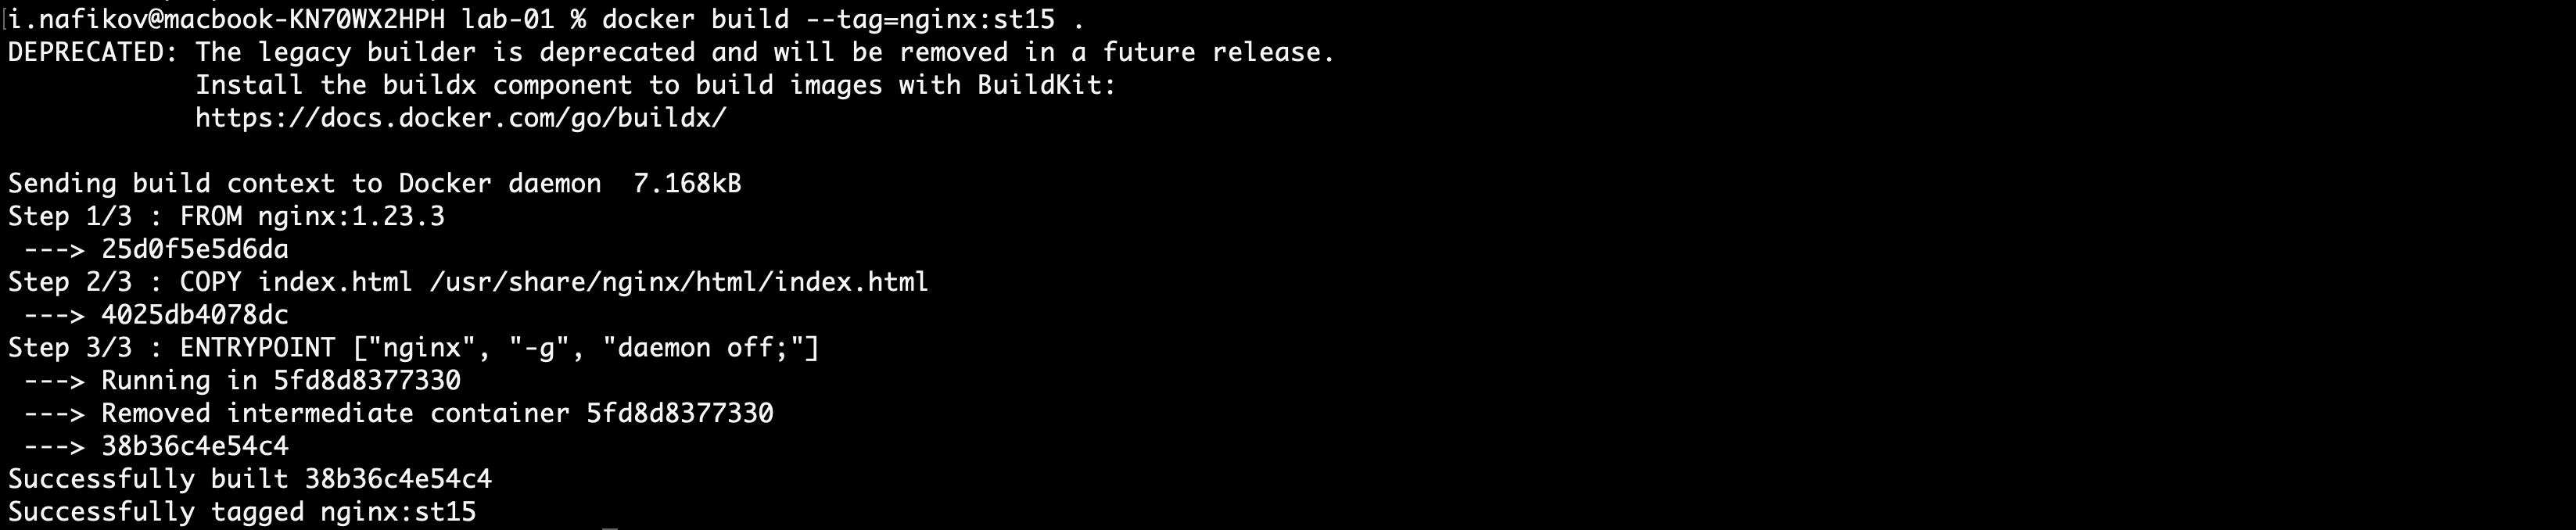 i.nafikov@macbook-KN70WX2HPH lab-01 % docker build --tag=nginx:st15 .
DEPRECATED: The legacy builder is deprecated and will be removed in a future release.
            Install the buildx component to build images with BuildKit:
            https://docs.docker.com/go/buildx/

Sending build context to Docker daemon  7.168kB
Step 1/3 : FROM nginx:1.23.3
 ---> 25d0f5e5d6da
Step 2/3 : COPY index.html /usr/share/nginx/html/index.html
 ---> 4025db4078dc
Step 3/3 : ENTRYPOINT ["nginx", "-g", "daemon off;"]
 ---> Running in 5fd8d8377330
 ---> Removed intermediate container 5fd8d8377330
 ---> 38b36c4e54c4
Successfully built 38b36c4e54c4
Successfully tagged nginx:st15